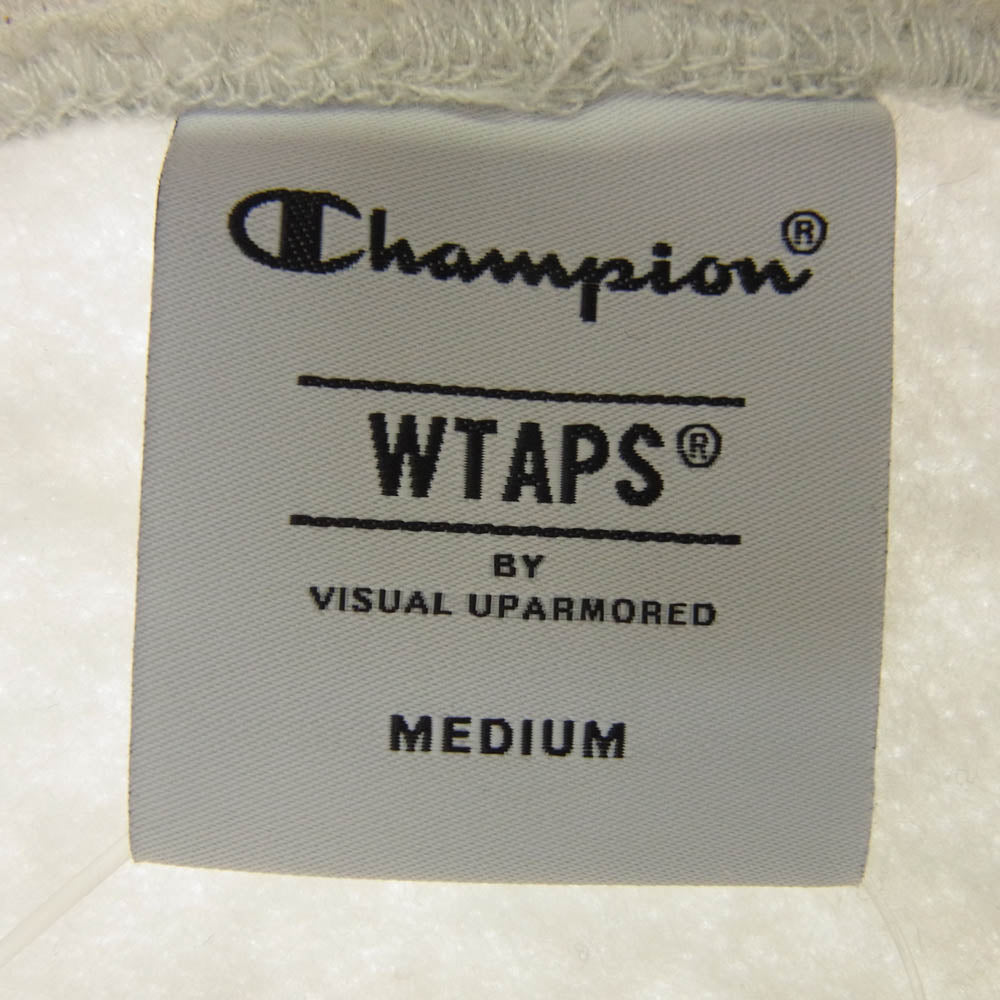 Champion®
WTAPS®
BY
VISUAL UPARMORED
MEDIUM